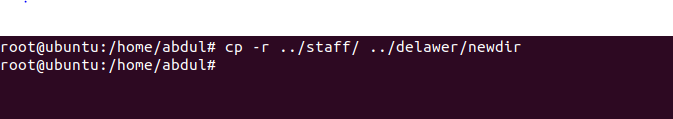 root@ubuntu:/home/abdul# cp -r ../staff/ ../delawer/newdir
root@ubuntu:/home/abdul#